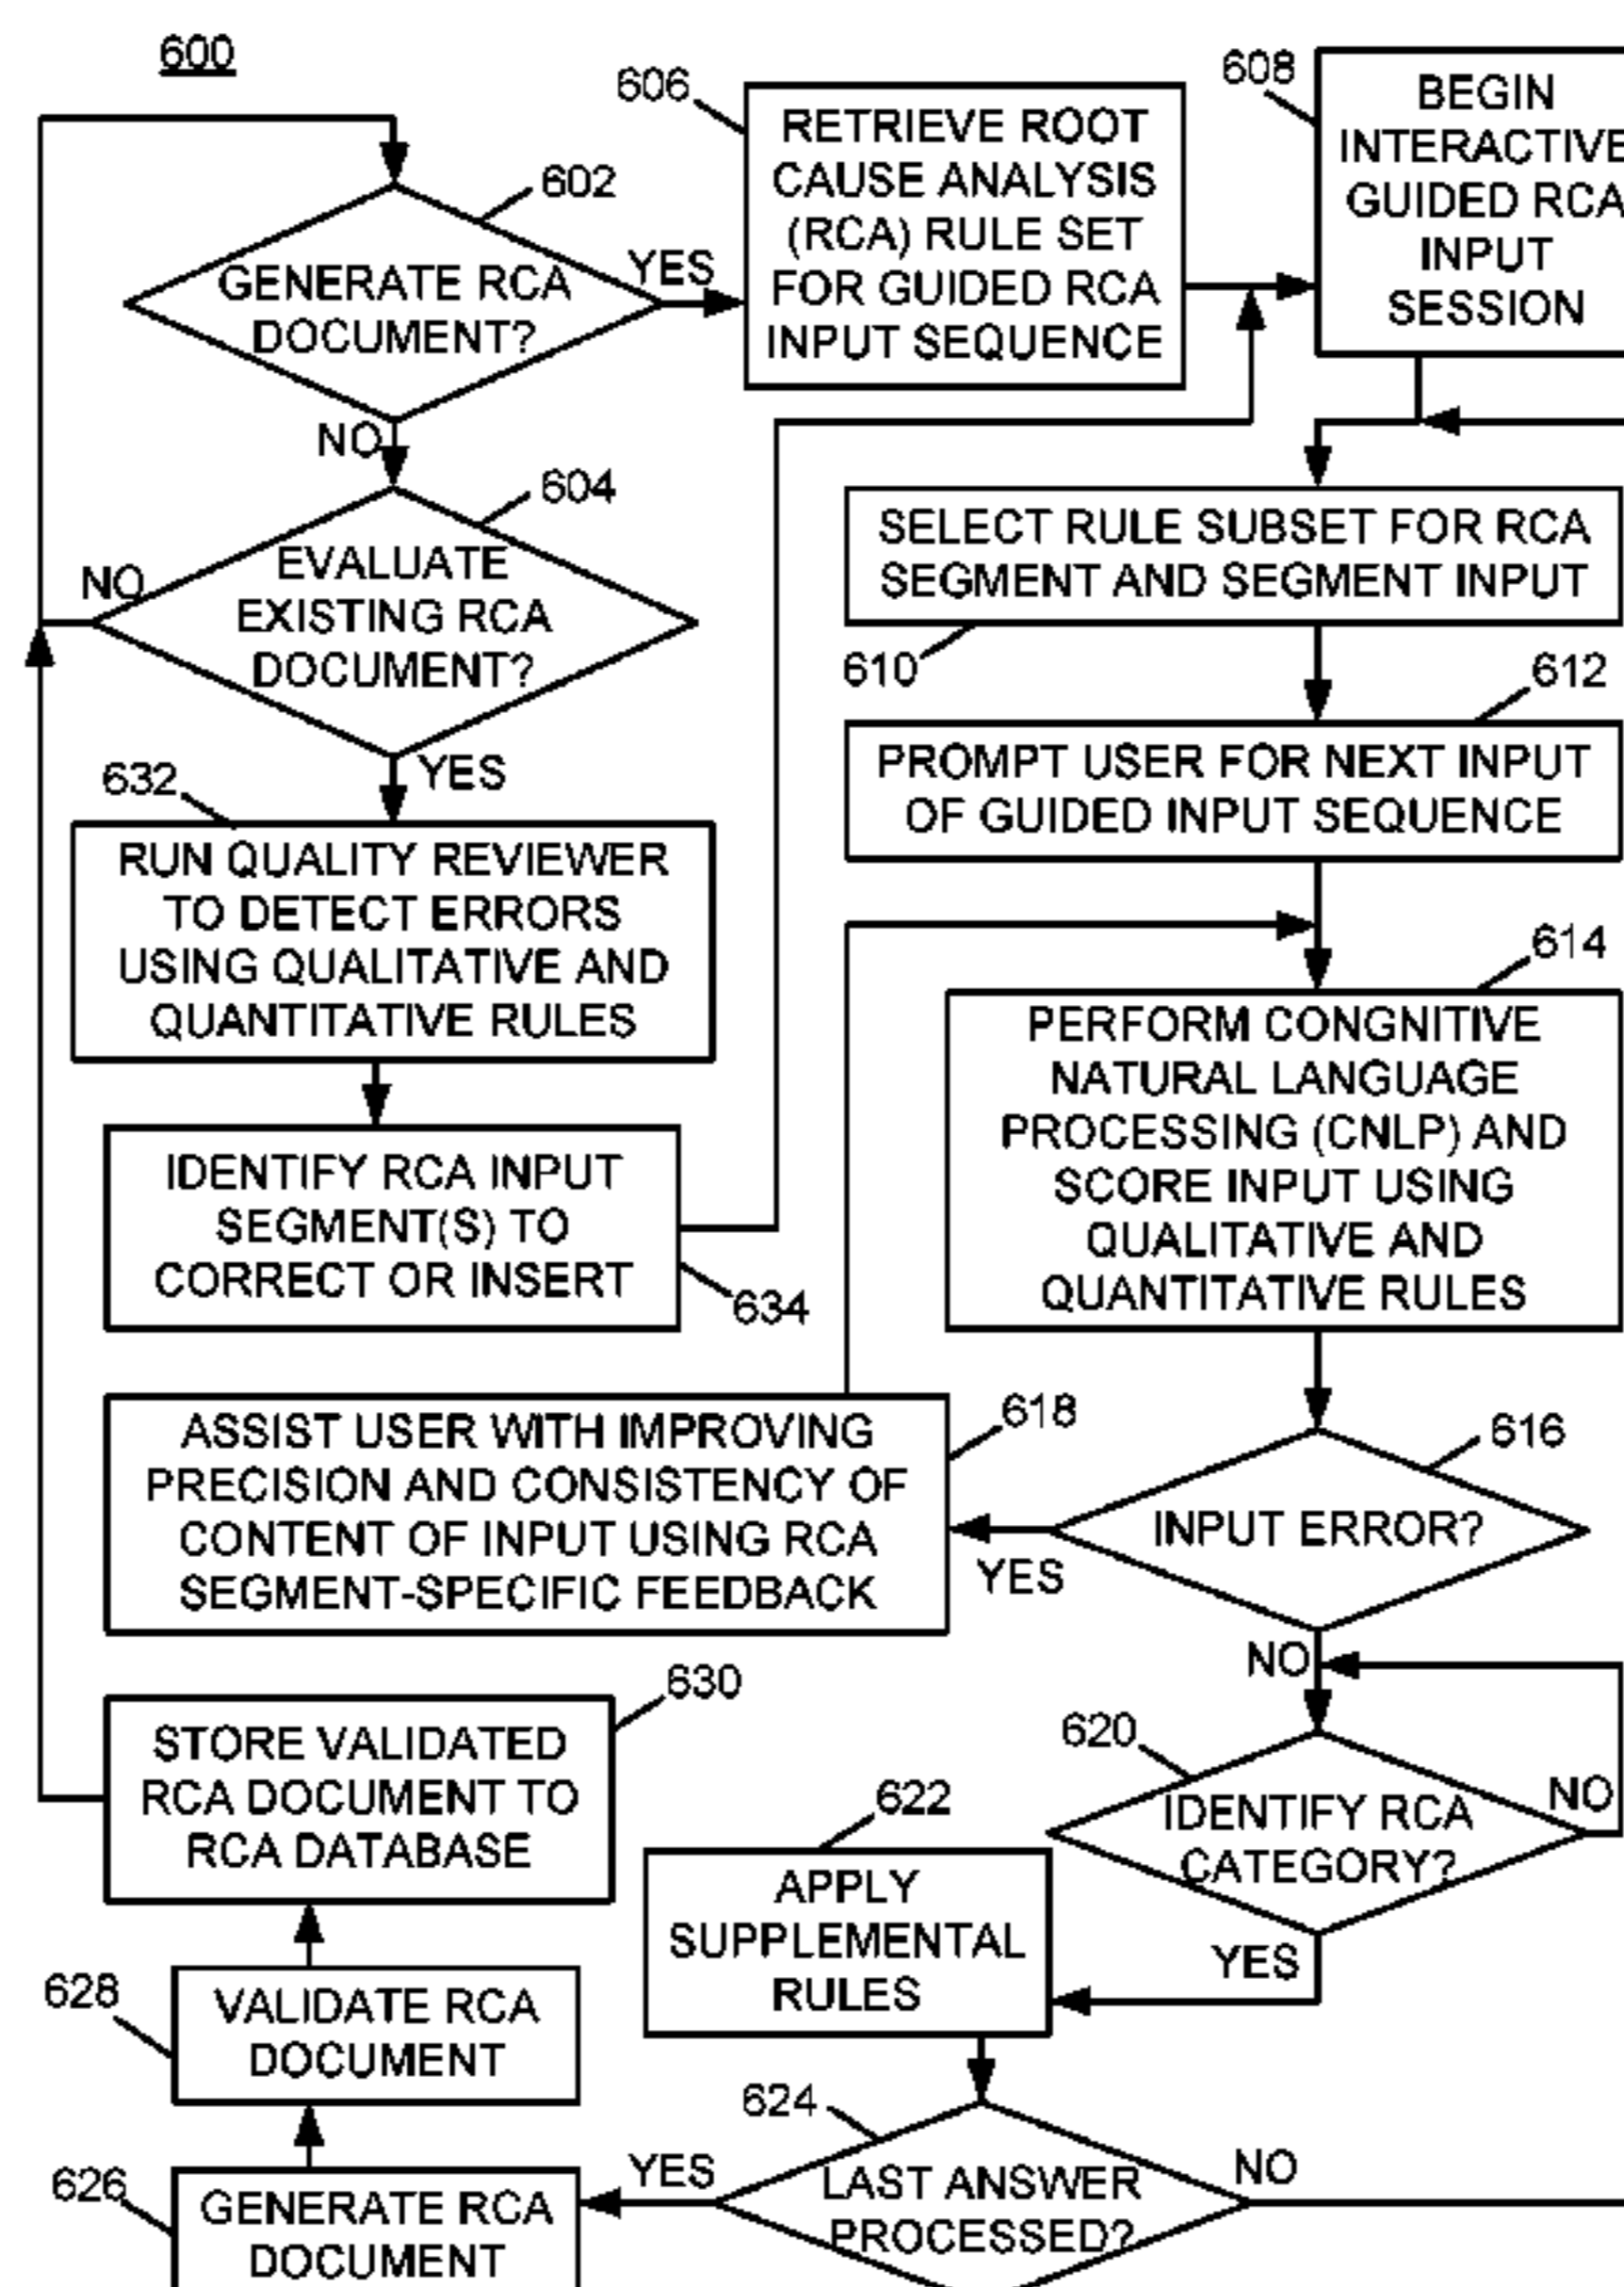 600
602
GENERATE RCA
DOCUMENT?
YES
NO
606
RETRIEVE ROOT
CAUSE ANALYSIS
(RCA) RULE SET
FOR GUIDED RCA
INPUT SEQUENCE
608
BEGIN
INTERACTIVE
GUIDED RCA
INPUT
SESSION
604
EVALUATE
EXISTING RCA
DOCUMENT?
NO
YES
SELECT RULE SUBSET FOR RCA
SEGMENT AND SEGMENT INPUT
610
612
PROMPT USER FOR NEXT INPUT
OF GUIDED INPUT SEQUENCE
632
RUN QUALITY REVIEWER
TO DETECT ERRORS
USING QUALITATIVE AND
QUANTITATIVE RULES
614
PERFORM CONGNITIVE
NATURAL LANGUAGE
PROCESSING (CNLP) AND
SCORE INPUT USING
QUALITATIVE AND
QUANTITATIVE RULES
IDENTIFY RCA INPUT
SEGMENT(S) TO
CORRECT OR INSERT
634
616
INPUT ERROR?
YES
NO
618
ASSIST USER WITH IMPROVING
PRECISION AND CONSISTENCY OF
CONTENT OF INPUT USING RCA
SEGMENT-SPECIFIC FEEDBACK
620
IDENTIFY RCA
CATEGORY?
NO
YES
622
APPLY
SUPPLEMENTAL
RULES
630
STORE VALIDATED
RCA DOCUMENT TO
RCA DATABASE
628
VALIDATE RCA
DOCUMENT
624
LAST ANSWER
PROCESSED?
YES
NO
626
GENERATE RCA
DOCUMENT